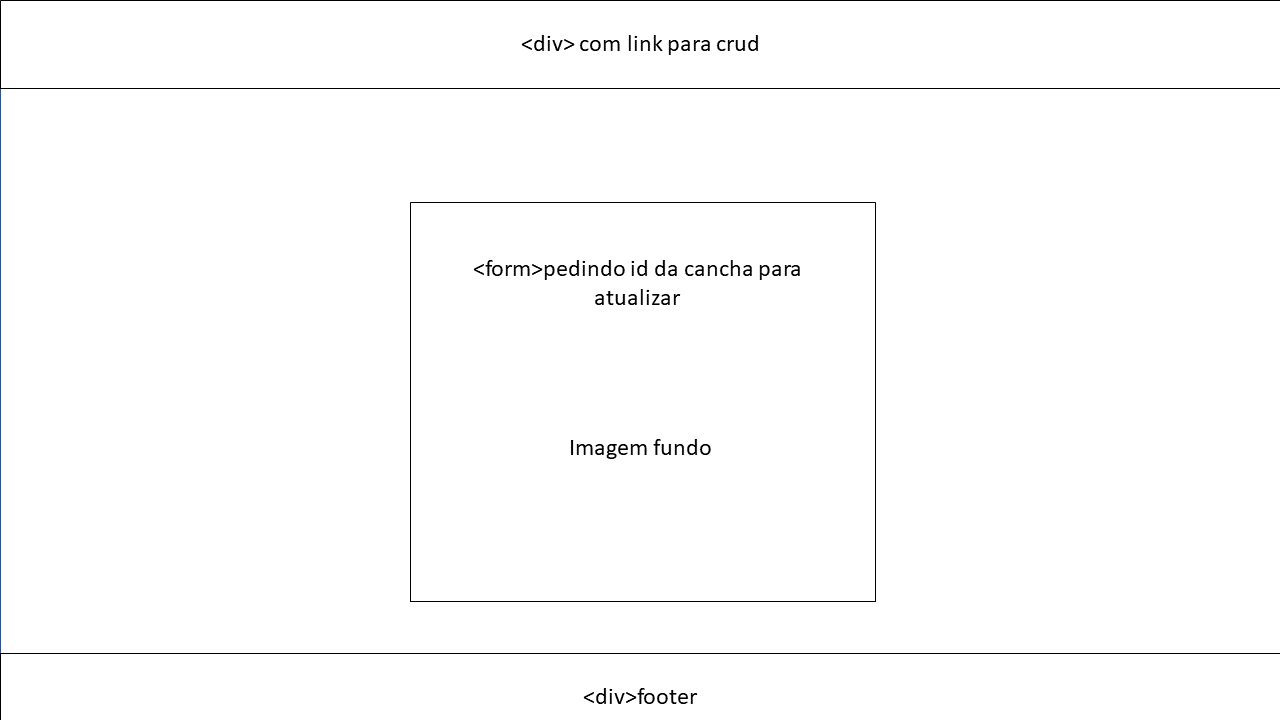 <div> com link para crud
<form>pedindo id da cancha para
atualizar
Imagem fundo
<div>footer